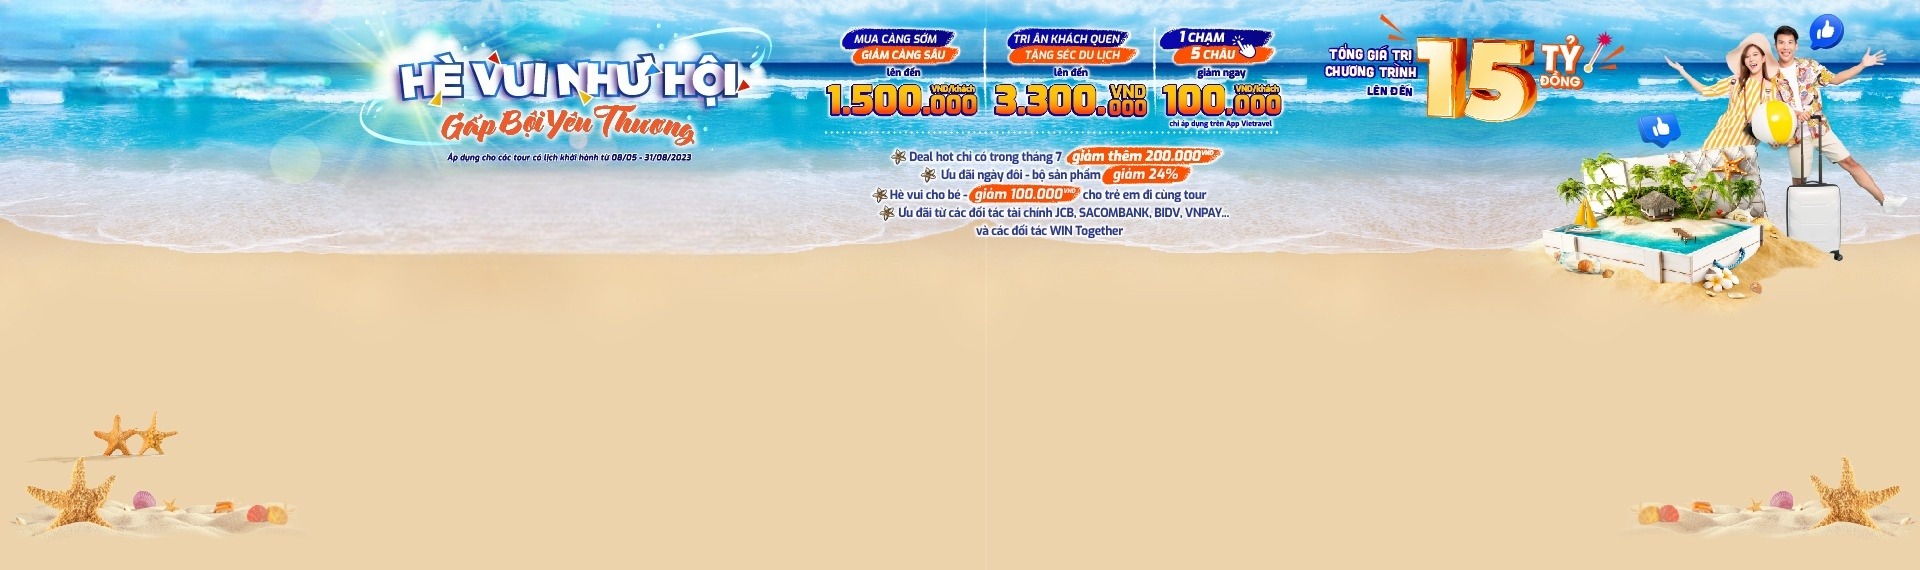 HÈ VUI NHƯ HỘI
Gấp Bội Yêu Thương
Áp dụng cho các tour có lịch khởi hành từ 08/05 - 31/08/2023
MUA CÀNG SỚM
GIẢM CÀNG SÂU
lên đến
1.500.000 VND/khách
TRI ÂN KHÁCH QUEN
TẶNG SÉC DU LỊCH
lên đến
3.300.000 VND
1 CHẠM
5 CHÂU
giảm ngay
100.000 VND/khách
chỉ áp dụng trên App Vietravel
Deal hot chỉ có trong tháng 7 giảm thêm 200.000 VND
Ưu đãi ngày đôi - bộ sản phẩm giảm 24%
Hè vui cho bé - giảm 100.000 VND cho trẻ em đi cùng tour
Ưu đãi từ các đối tác tài chính JCB, SACOMBANK, BIDV, VNPAY...
và các đối tác WIN Together
TỔNG GIÁ TRỊ
CHƯƠNG TRÌNH
LÊN ĐẾN
15 TỶ
ĐỒNG